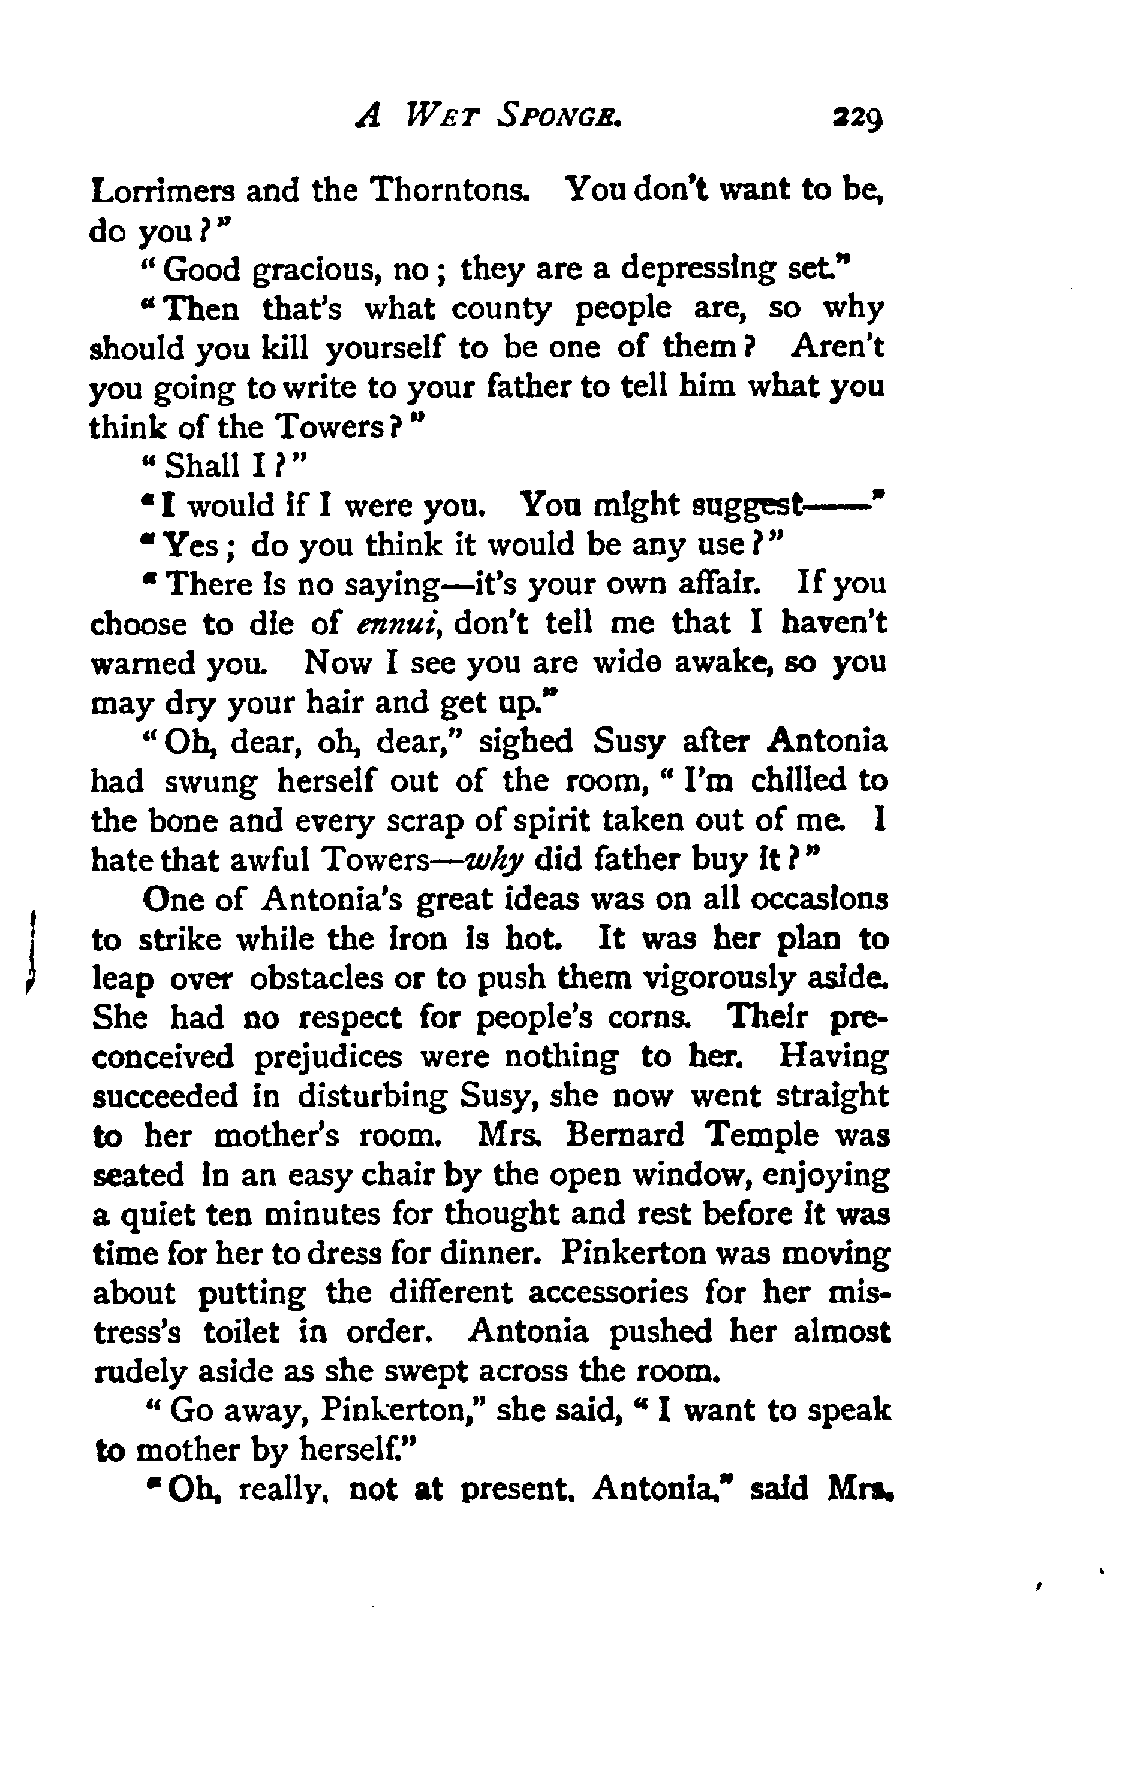 A WET SPONGE. 229
Lorrimers and the Thorntons. You don't want to be,
do you?"
"Good gracious, no; they are a depressing set."
"Then that's what county people are, so why
should you kill yourself to be one of them? Aren't
you going to write to your father to tell him what you
think of the Towers?"
"Shall I?"
"I would if I were you. You might suggest——"
"Yes; do you think it would be any use?"
"There is no saying—it's your own affair. If you
choose to die of ennui, don't tell me that I haven't
warned you. Now I see you are wide awake, so you
may dry your hair and get up."
"Oh, dear, oh, dear," sighed Susy after Antonia
had swung herself out of the room, "I'm chilled to
the bone and every scrap of spirit taken out of me. I
hate that awful Towers—why did father buy it?"
One of Antonia's great ideas was on all occasions
to strike while the iron is hot. It was her plan to
leap over obstacles or to push them vigorously aside.
She had no respect for people's corns. Their pre-
conceived prejudices were nothing to her. Having
succeeded in disturbing Susy, she now went straight
to her mother's room. Mrs. Bernard Temple was
seated in an easy chair by the open window, enjoying
a quiet ten minutes for thought and rest before it was
time for her to dress for dinner. Pinkerton was moving
about putting the different accessories for her mis-
tress's toilet in order. Antonia pushed her almost
rudely aside as she swept across the room.
"Go away, Pinkerton," she said, "I want to speak
to mother by herself."
"Oh, really, not at present, Antonia," said Mrs.